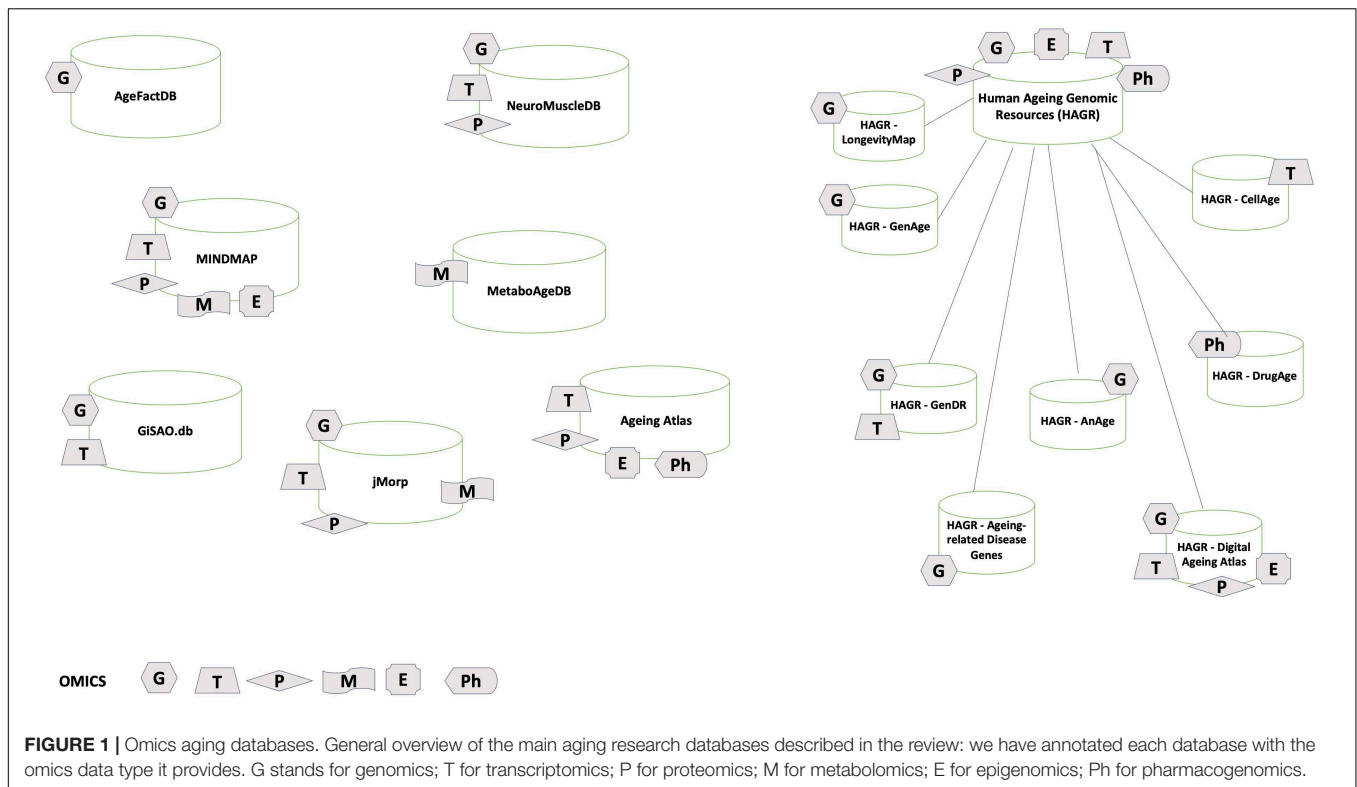 G
AgeFactDB
G
T
P
NeuroMuscleDB
G
E
T
P
Ph
Human Ageing Genomic
Resources (HAGR)
G
HAGR -
LongevityMap
G
HAGR - GenAge
T
HAGR - CellAge
G
T
P
M
E
MINDMAP
M
MetaboAgeDB
G
T
GiSAO.db
G
T
P
M
jMorp
T
P
E
Ph
Ageing Atlas
G
T
HAGR - GenDR
G
HAGR - AnAge
Ph
HAGR - DrugAge
HAGR - Ageing-
related Disease
Genes
G
G
T
P
E
HAGR - Digital
Ageing Atlas
OMICS G T P M E Ph
FIGURE 1 | Omics aging databases. General overview of the main aging research databases described in the review: we have annotated each database with the
omics data type it provides. G stands for genomics; T for transcriptomics; P for proteomics; M for metabolomics; E for epigenomics; Ph for pharmacogenomics.